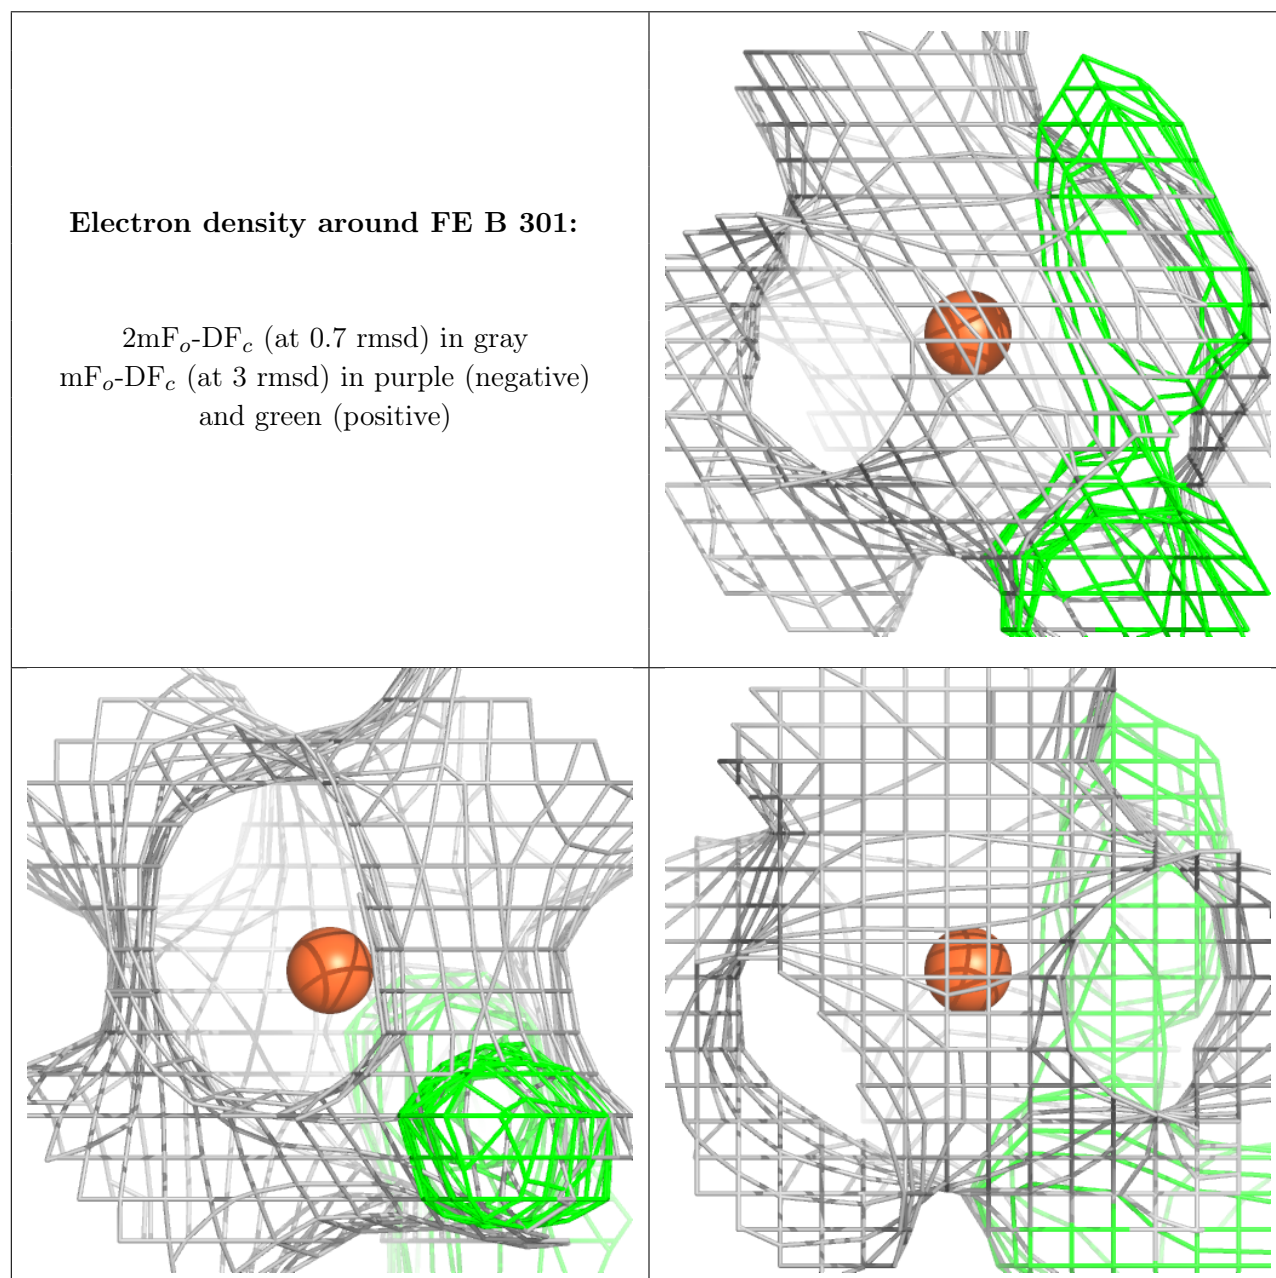 Electron density around FE B 301:
2mFₒ-DF𝑐 (at 0.7 rmsd) in gray
mFₒ-DF𝑐 (at 3 rmsd) in purple (negative)
and green (positive)